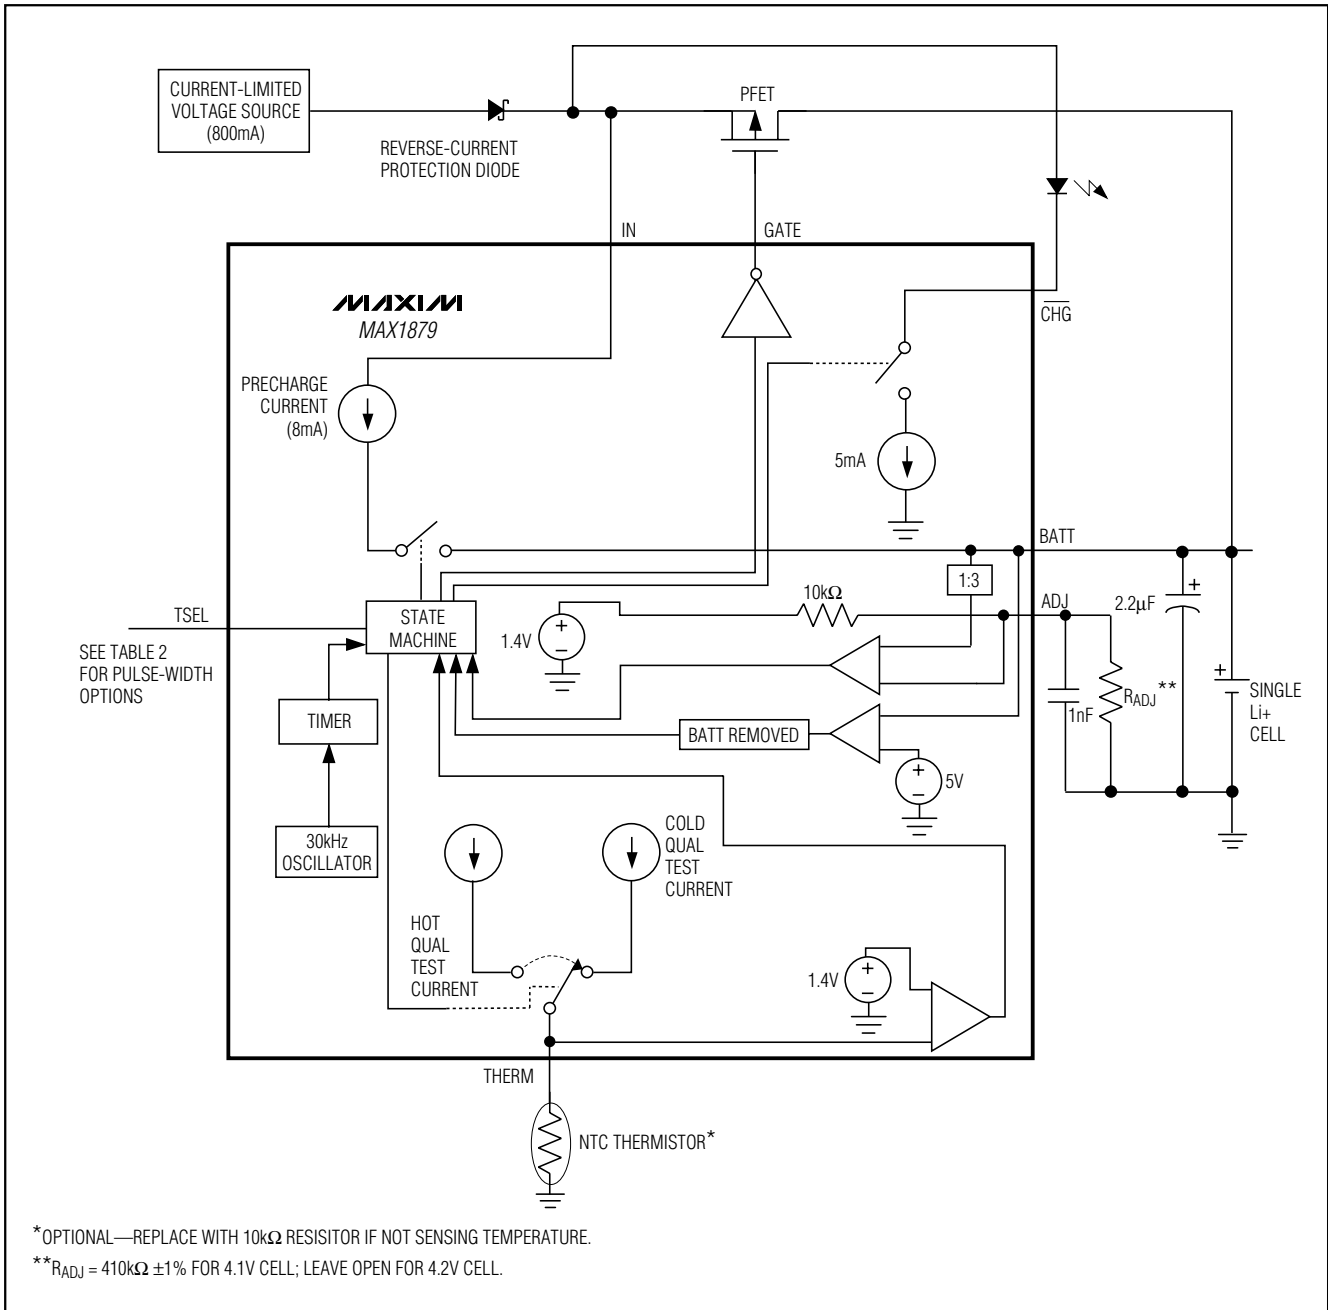 CURRENT-LIMITED
VOLTAGE SOURCE
(800mA)
REVERSE-CURRENT
PROTECTION DIODE
PFET
IN
GATE
MAXIM
MAX1879
CHG
PRECHARGE
CURRENT
(8mA)
5mA
BATT
1:3
10kΩ
ADJ
2.2µF
+
TSEL
STATE
MACHINE
1.4V
+
−
SEE TABLE 2
FOR PULSE-WIDTH
OPTIONS
RADJ**
1nF
+
SINGLE
Li+
CELL
TIMER
BATT REMOVED
+
−
5V
30kHz
OSCILLATOR
COLD
QUAL
TEST
CURRENT
HOT
QUAL
TEST
CURRENT
1.4V
+
−
THERM
NTC THERMISTOR*
*OPTIONAL—REPLACE WITH 10kΩ RESISITOR IF NOT SENSING TEMPERATURE.
**RADJ = 410kΩ ±1% FOR 4.1V CELL; LEAVE OPEN FOR 4.2V CELL.